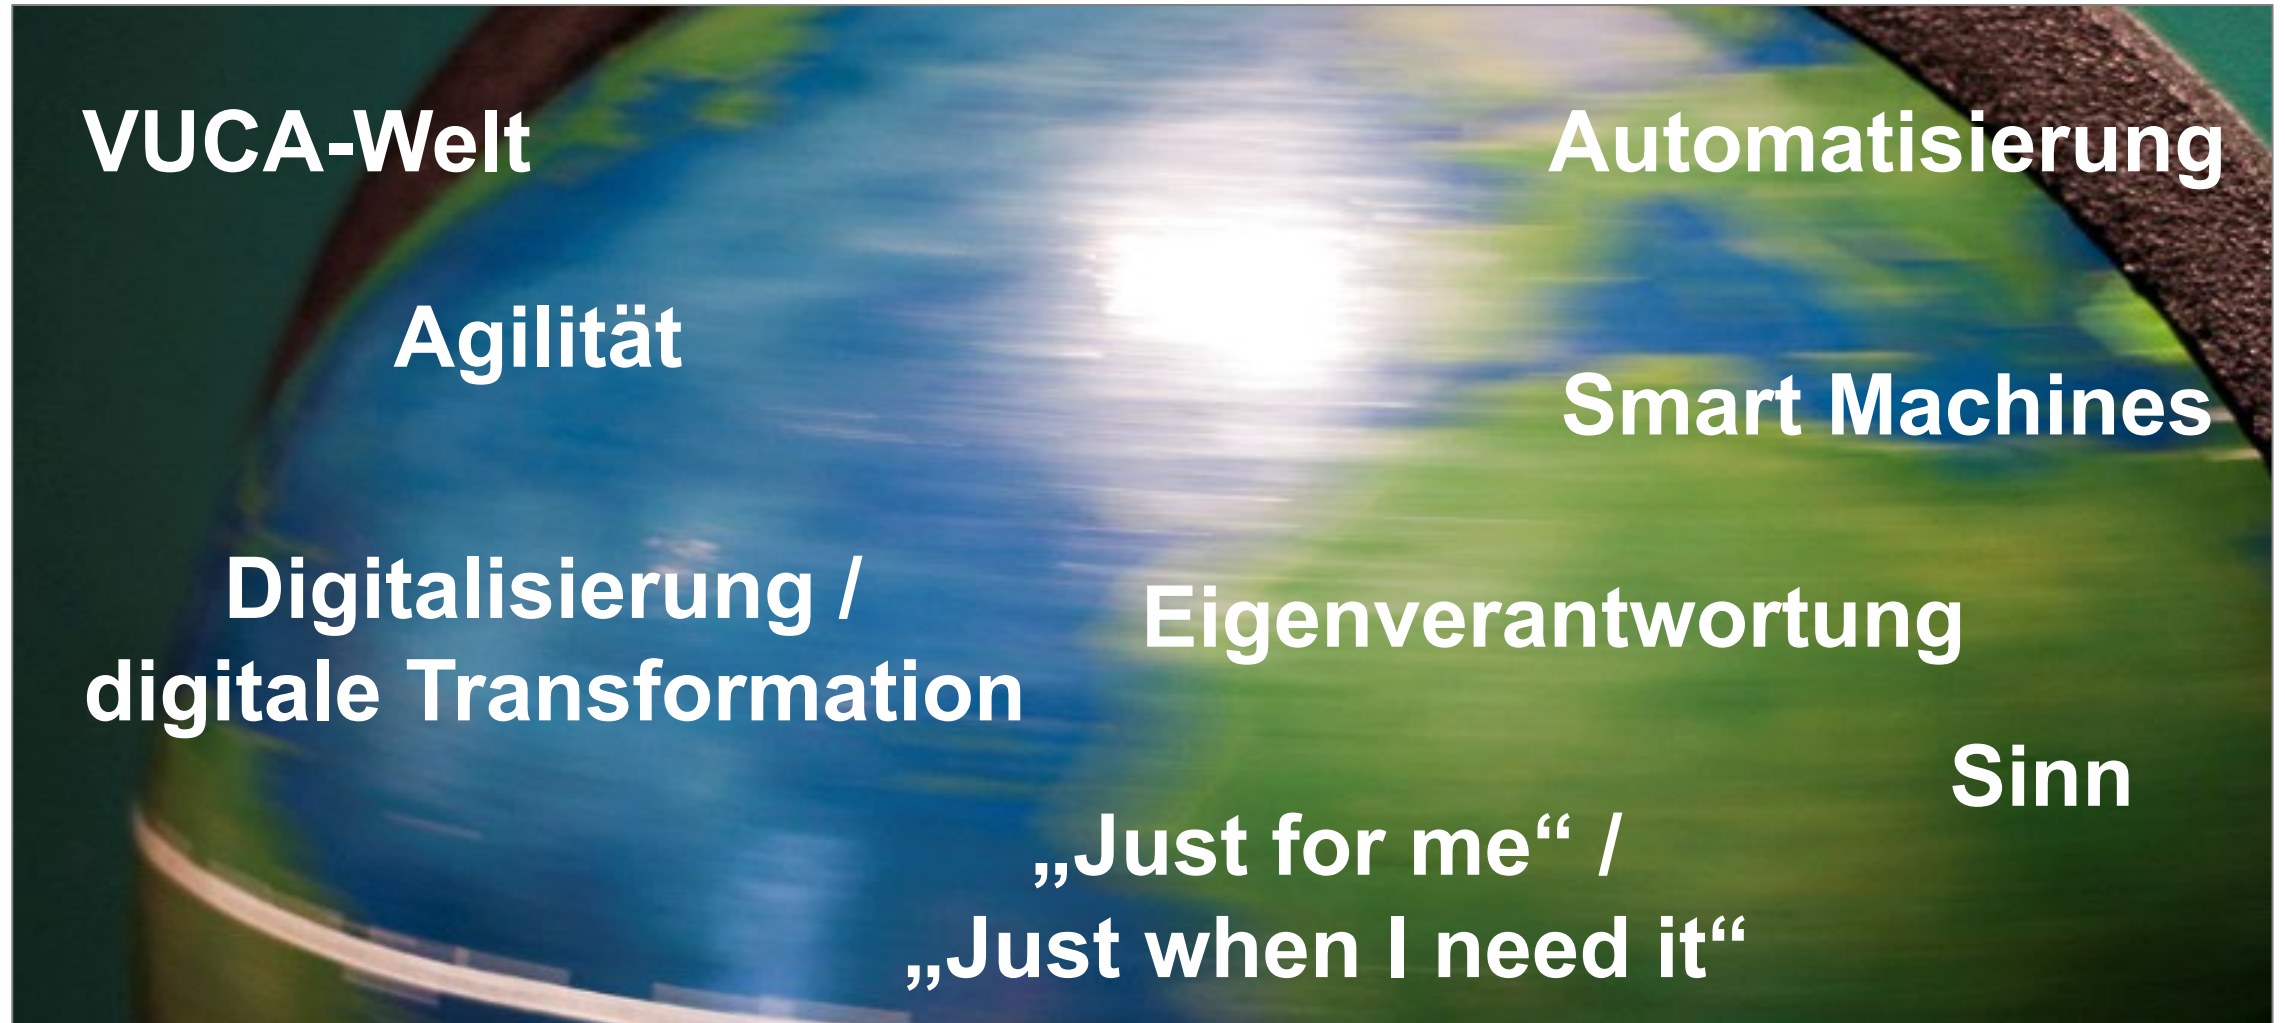 VUCA-Welt
Automatisierung
Agilität
Smart Machines
Digitalisierung /
digitale Transformation
Eigenverantwortung
Sinn
„Just for me“ /
„Just when I need it“